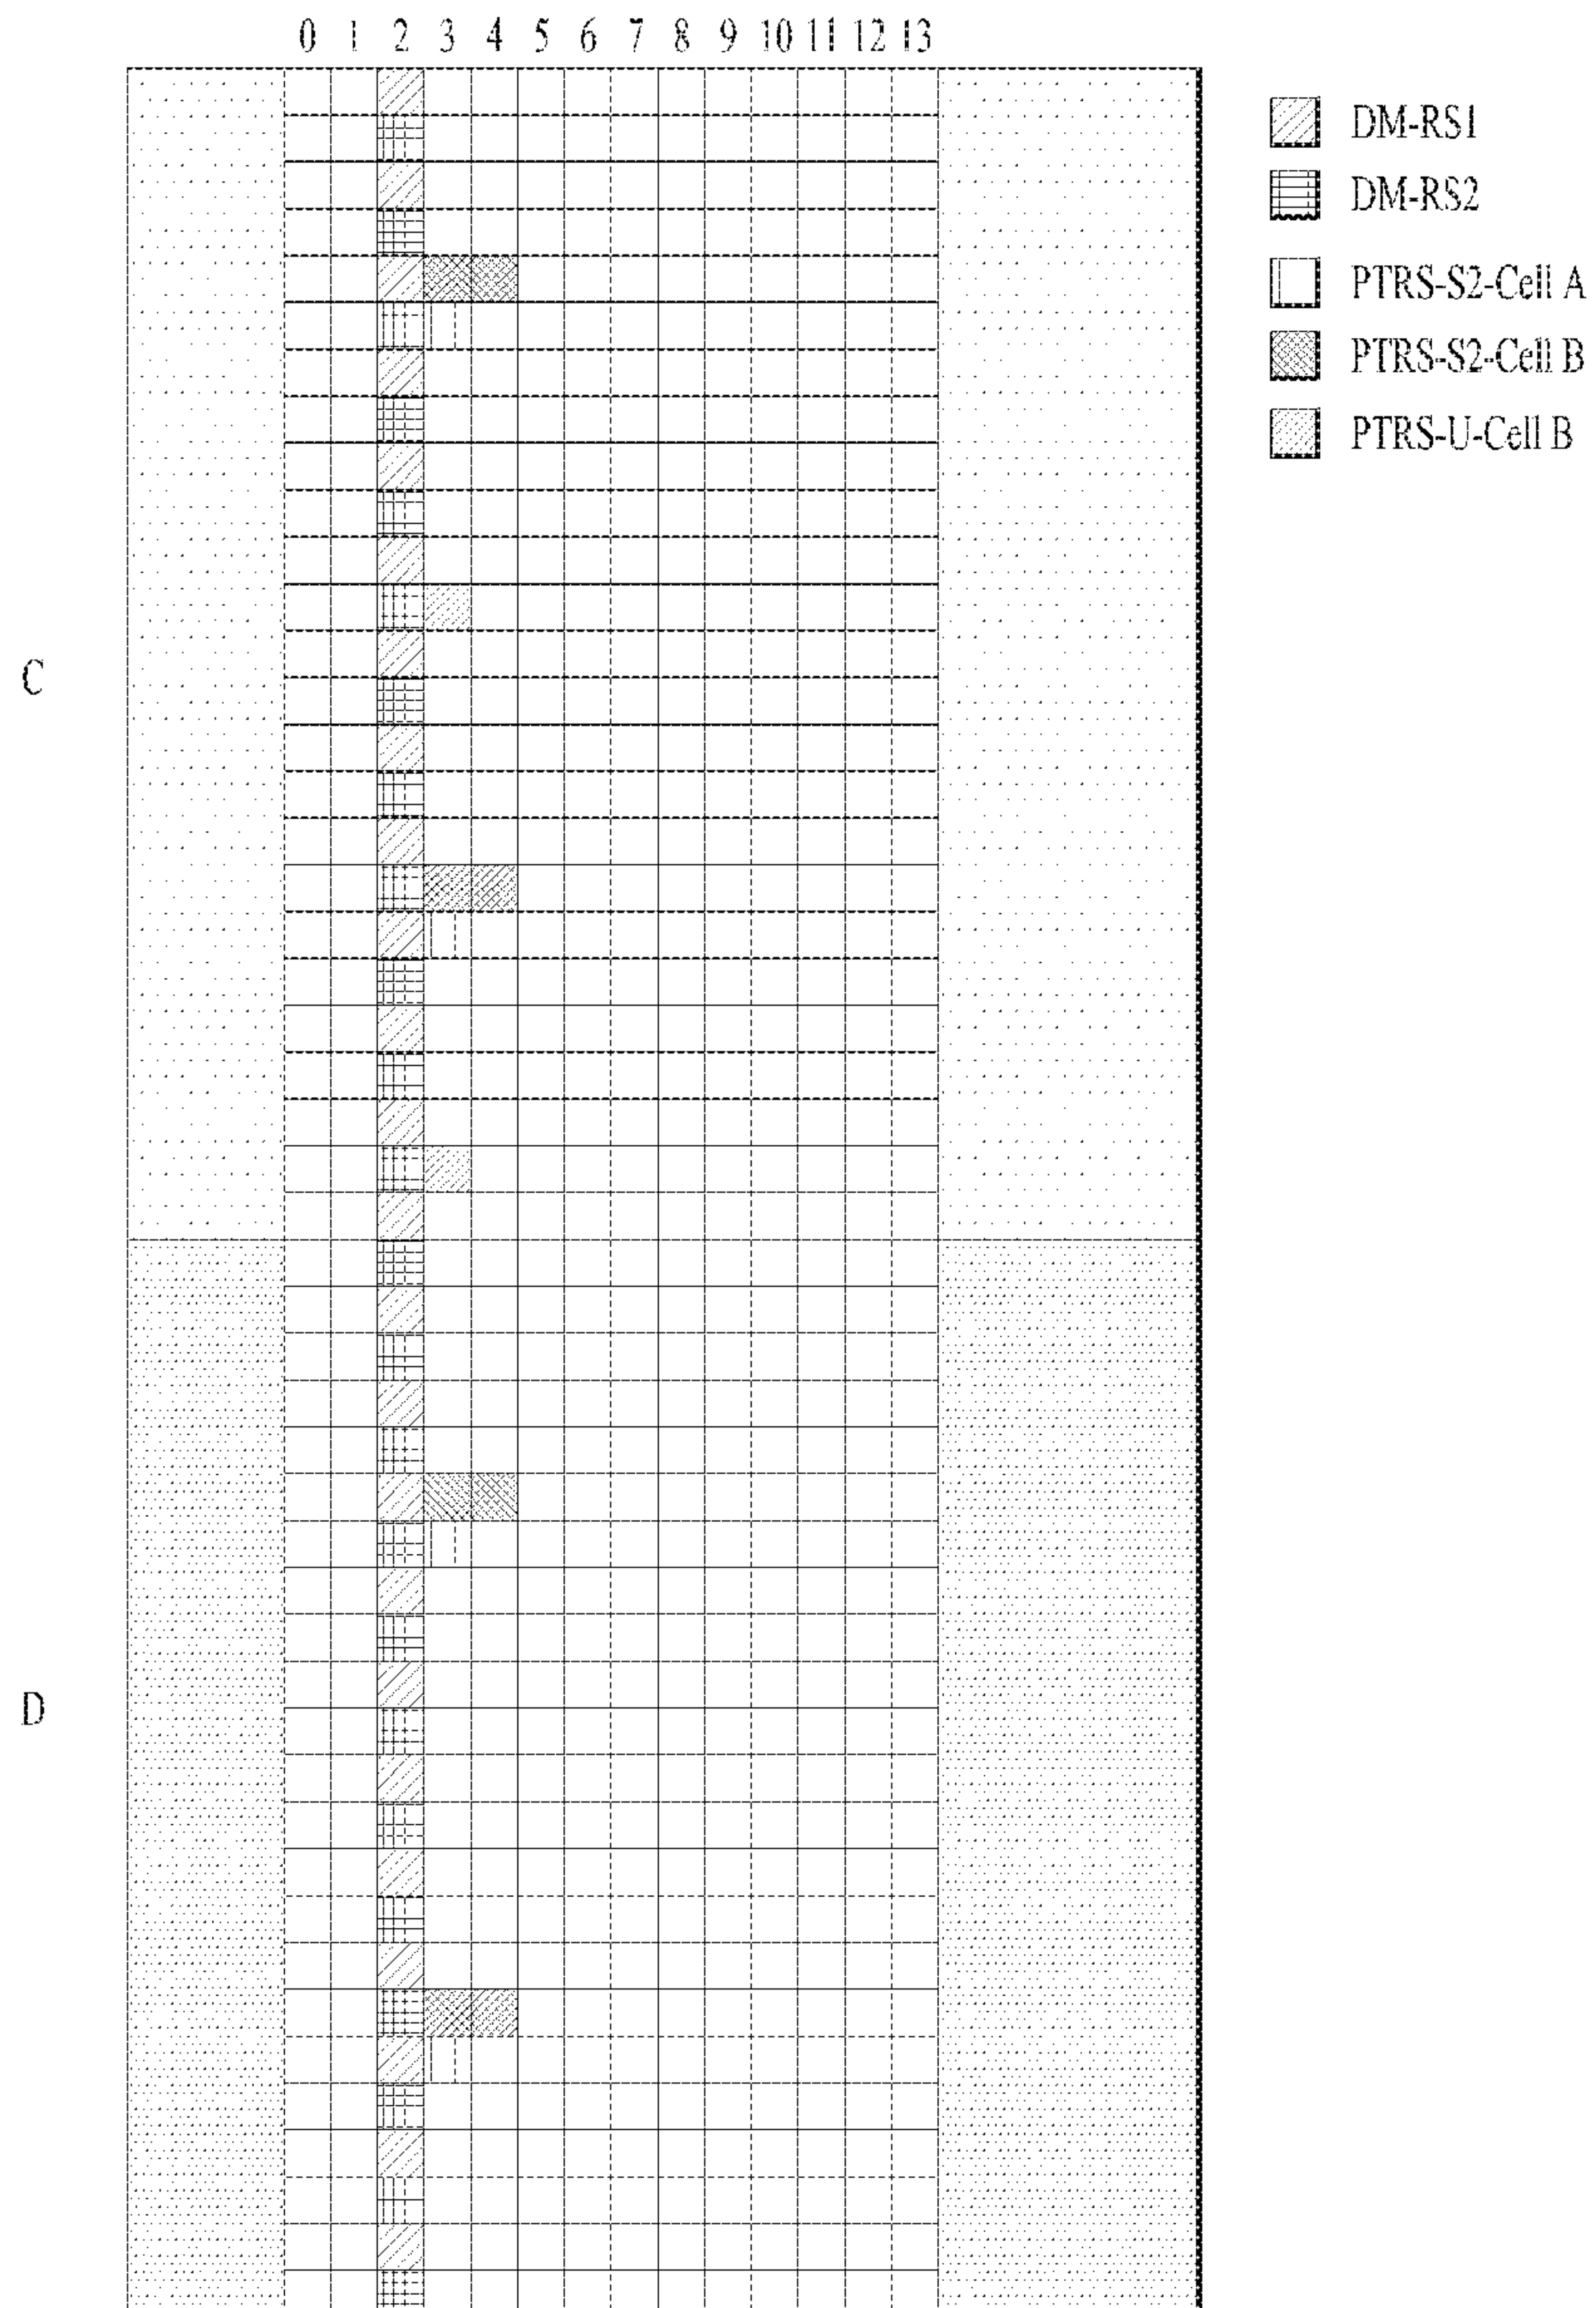 0 1 2 3 4 5 6 7 8 9 10 11 12 13
DM-RS1
DM-RS2
PTRS-S2-Cell A
PTRS-S2-Cell B
PTRS-U-Cell B
C
D